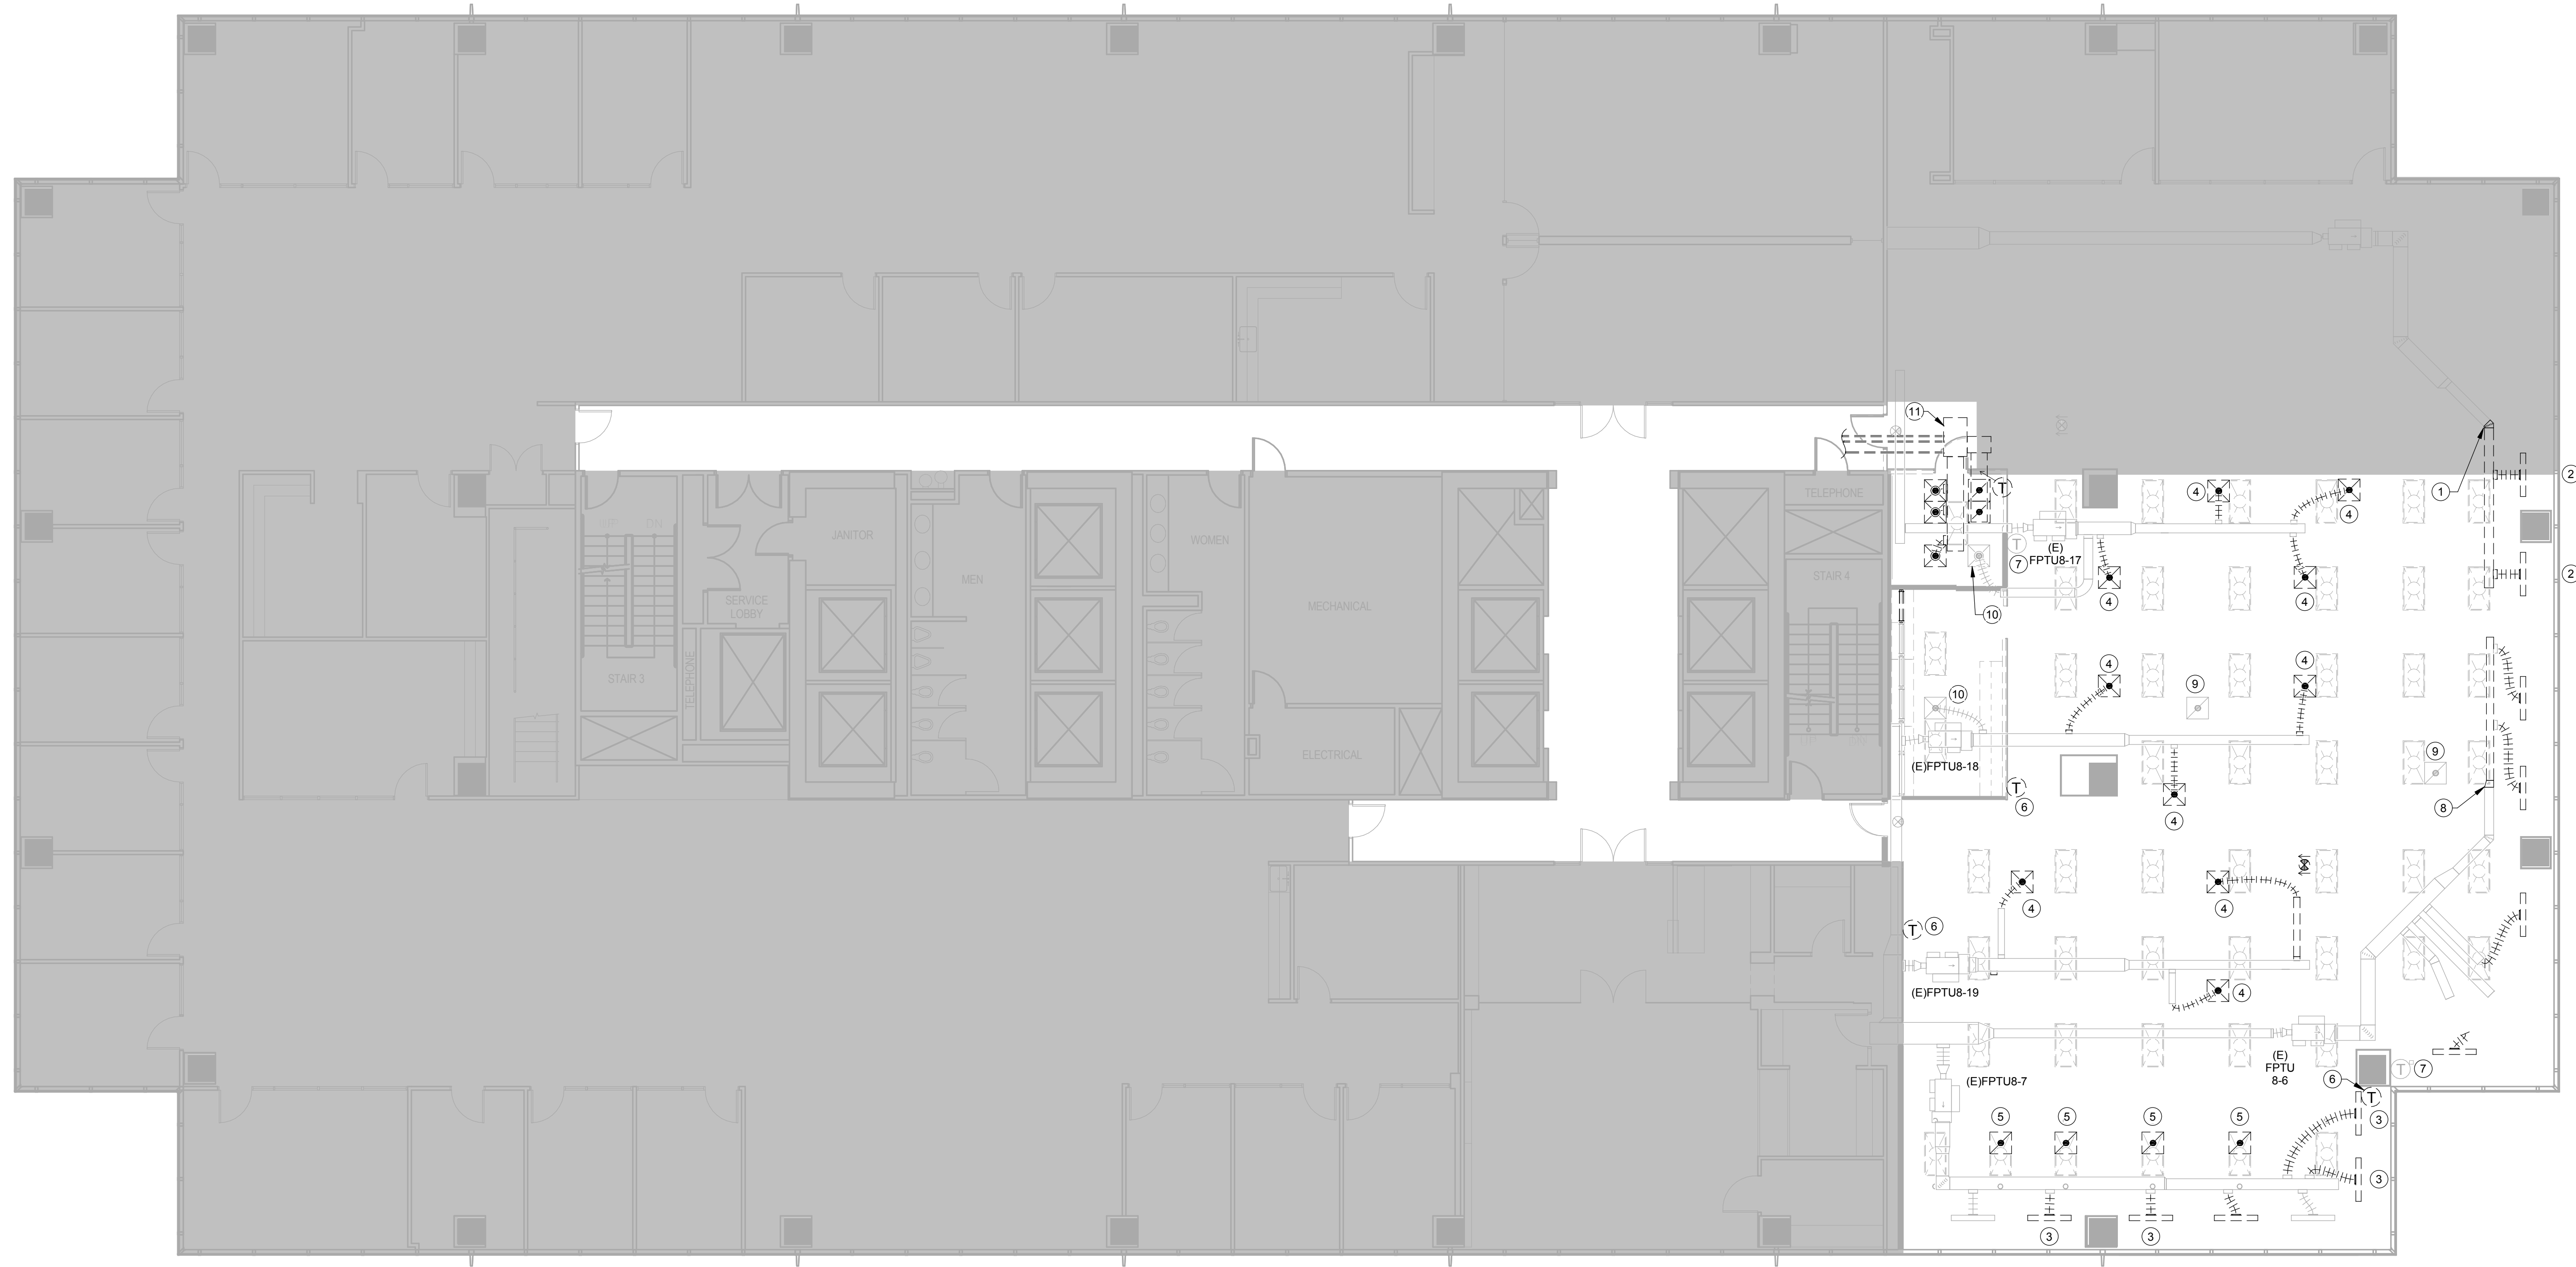 11
1
2
T
4
4
T
7
(E)
FPTU8-17
TELEPHONE
UP
DN
JANITOR
WOMEN
MEN
SERVICE
LOBBY
MECHANICAL
STAIR 4
2
4
4
10
STAIR 3
TELEPHONE
4
4
9
10
ELECTRICAL
(E)FPTU8-18
9
T
6
8
4
4
4
T
6
(E)FPTU8-19
4
(E)
FPTU
8-6
(E)FPTU8-7
T
7
6
T
3
5
5
5
5
3
3
3